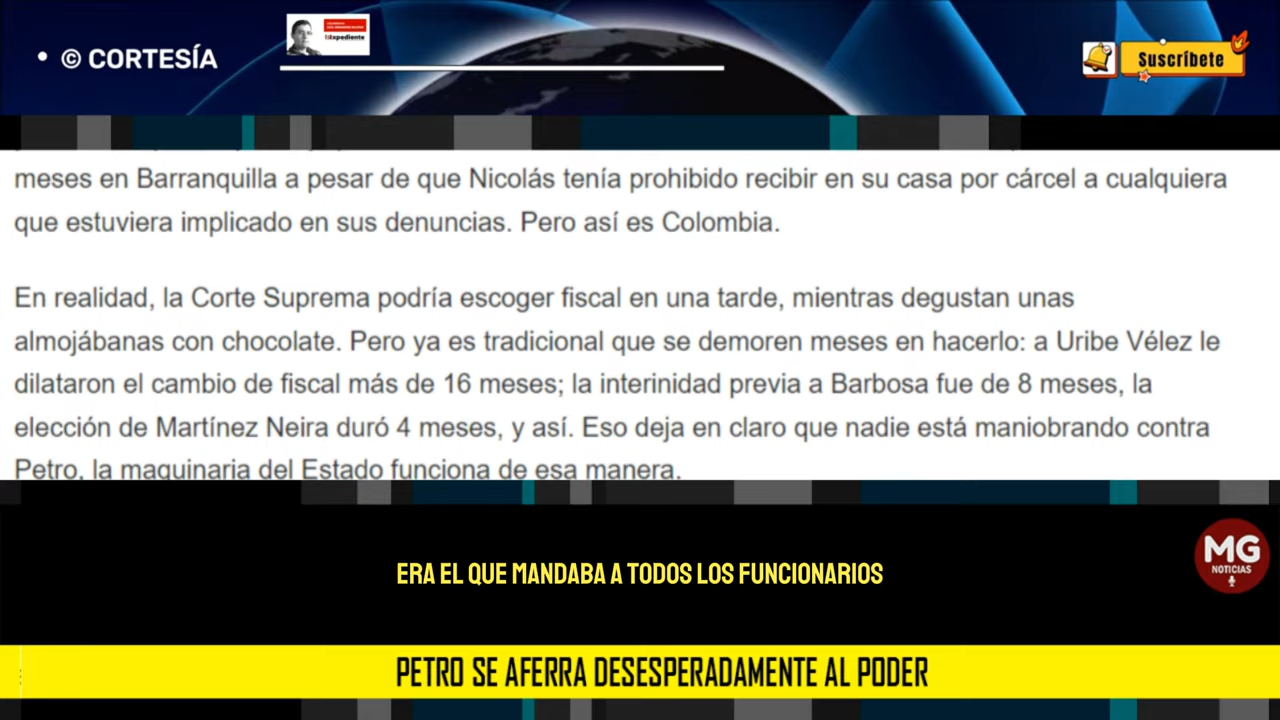 • © CORTESÍA
Expediente
Suscríbete
meses en Barranquilla a pesar de que Nicolás tenía prohibido recibir en su casa por cárcel a cualquiera
que estuviera implicado en sus denuncias. Pero así es Colombia.
En realidad, la Corte Suprema podría escoger fiscal en una tarde, mientras degustan unas
almojábanas con chocolate. Pero ya es tradicional que se demoren meses en hacerlo: a Uribe Vélez le
dilataron el cambio de fiscal más de 16 meses; la interinidad previa a Barbosa fue de 8 meses, la
elección de Martínez Neira duró 4 meses, y así. Eso deja en claro que nadie está maniobrando contra
Petro, la maquinaria del Estado funciona de esa manera.
MG
NOTICIAS
ERA EL QUE MANDABA A TODOS LOS FUNCIONARIOS
PETRO SE AFERRA DESESPERADAMENTE AL PODER